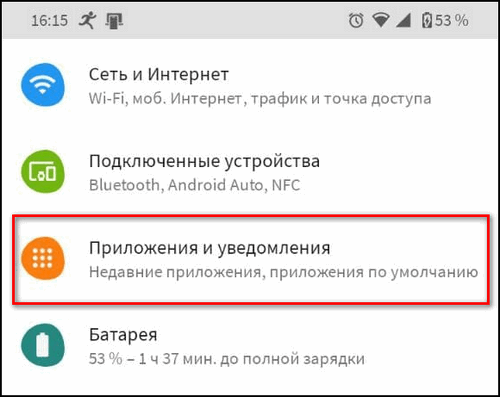 16:15 53 %
Сеть и Интернет
Wi-Fi, моб. Интернет, трафик и точка доступа
Подключенные устройства
Bluetooth, Android Auto, NFC
Приложения и уведомления
Недавние приложения, приложения по умолчанию
Батарея
53 % – 1 ч 37 мин. до полной зарядки